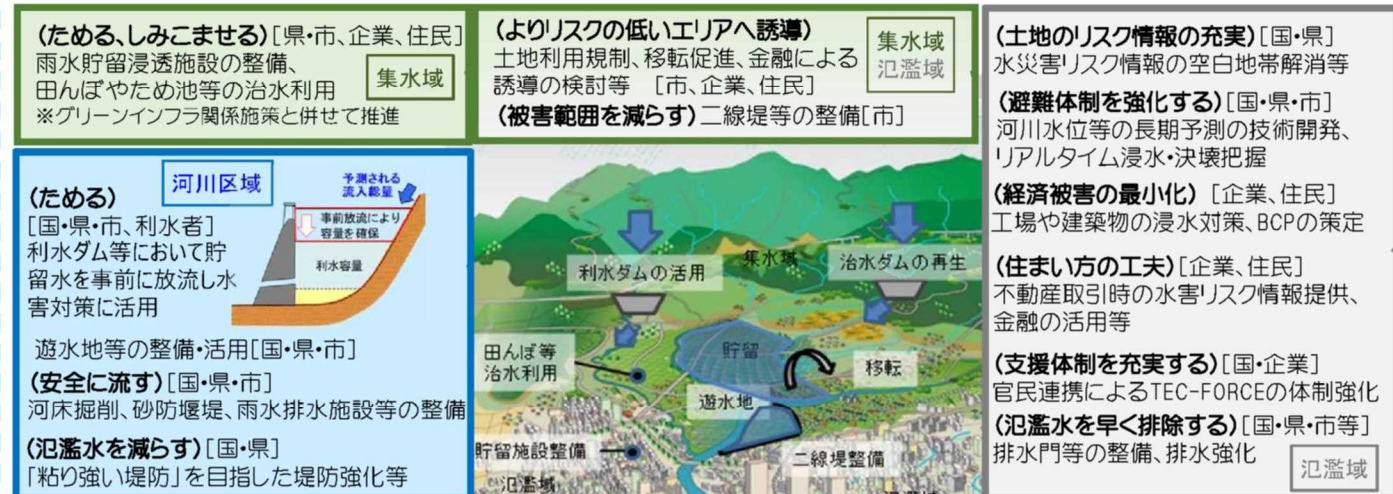 (ためる、しみこませる)[県・市、企業、住民]
雨水貯留浸透施設の整備、
田んぼやため池等の治水利用
※グリーンインフラ関係施策と併せて推進
集水域
(よりリスクの低いエリアへ誘導)
土地利用規制、移転促進、金融による
誘導の検討等 [市、企業、住民]
(被害範囲を減らす)二線堤等の整備[市]
集水域
氾濫域
河川区域
(ためる)
[国・県・市、利水者]
利水ダム等において貯
留水を事前に放流し水
害対策に活用
予測される
流入総量
事前放流により
容量を確保
利水容量
遊水地等の整備・活用[国・県・市]
(安全に流す)[国・県・市]
河床掘削、砂防堰堤、雨水排水施設等の整備
(氾濫水を減らす)[国・県]
「粘り強い堤防」を目指した堤防強化等
利水ダムの活用
集水域
治水ダムの再生
田んぼ等
治水利用
貯留
移転
遊水地
貯留施設整備
二線堤整備
氾濫域
氾濫域
(土地のリスク情報の充実)[国・県]
水災害リスク情報の空白地帯解消等
(避難体制を強化する)[国・県・市]
河川水位等の長期予測の技術開発、
リアルタイム浸水・決壊把握
(経済被害の最小化) [企業、住民]
工場や建築物の浸水対策、BCPの策定
(住まい方の工夫)[企業、住民]
不動産取引時の水害リスク情報提供、
金融の活用等
(支援体制を充実する)[国・企業]
官民連携によるTEC-FORCEの体制強化
(氾濫水を早く排除する)[国・県・市等]
排水門等の整備、排水強化
氾濫域